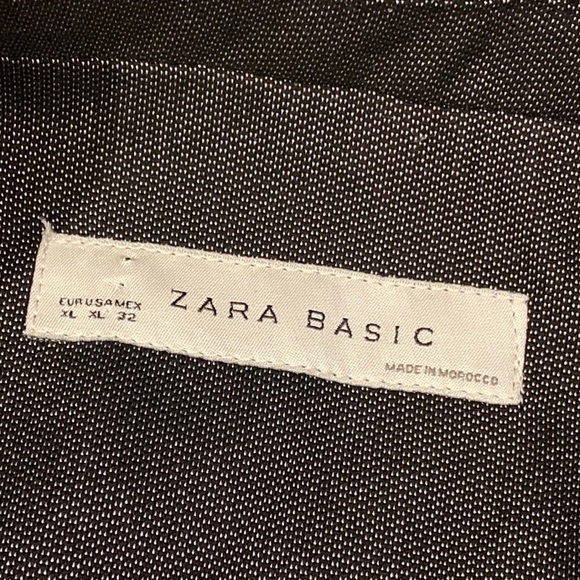 EUR USA MEX
XL XL 32
ZARA BASIC
MADE IN MOROCCO